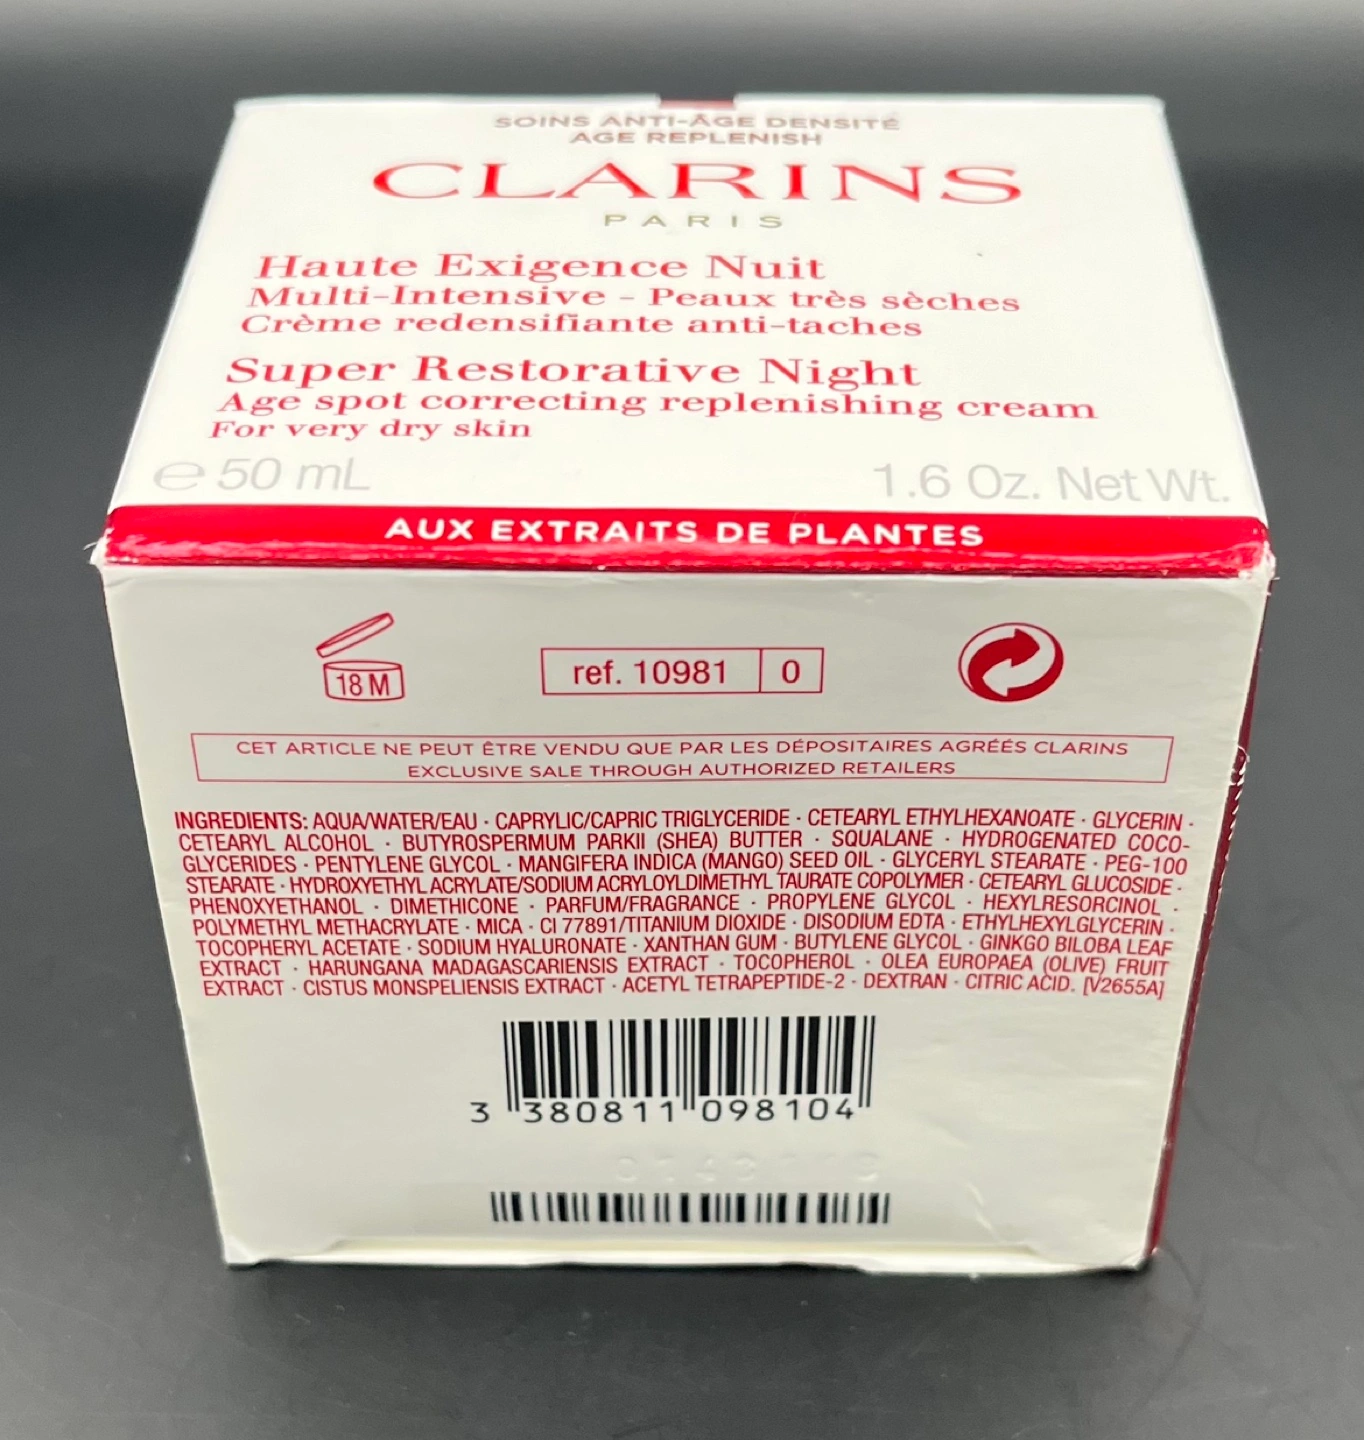 SOINS ANTI-ÂGE DENSITÉ
AGE REPLENISH
CLARINS
PARIS
Haute Exigence Nuit
Multi-Intensive - Peaux très sèches
Crème redensifiante anti-taches
Super Restorative Night
Age spot correcting replenishing cream
For very dry skin
e 50 mL 1.6 Oz. Net Wt.
AUX EXTRAITS DE PLANTES
18 M ref. 10981 0
CET ARTICLE NE PEUT ÊTRE VENDU QUE PAR LES DÉPOSITAIRES AGRÉÉS CLARINS
EXCLUSIVE SALE THROUGH AUTHORIZED RETAILERS
INGREDIENTS: AQUA/WATER/EAU · CAPRYLIC/CAPRIC TRIGLYCERIDE · CETEARYL ETHYLHEXANOATE · GLYCERIN ·
CETEARYL ALCOHOL · BUTYROSPERMUM PARKII (SHEA) BUTTER · SQUALANE · HYDROGENATED COCO-
GLYCERIDES · PENTYLENE GLYCOL · MANGIFERA INDICA (MANGO) SEED OIL · GLYCERYL STEARATE · PEG-100
STEARATE · HYDROXYETHYL ACRYLATE/SODIUM ACRYLOYLDIMETHYL TAURATE COPOLYMER · CETEARYL GLUCOSIDE ·
PHENOXYETHANOL · DIMETHICONE · PARFUM/FRAGRANCE · PROPYLENE GLYCOL · HEXYLRESORCINOL ·
POLYMETHYL METHACRYLATE · MICA · CI 77891/TITANIUM DIOXIDE · DISODIUM EDTA · ETHYLHEXYLGLYCERIN ·
TOCOPHERYL ACETATE · SODIUM HYALURONATE · XANTHAN GUM · BUTYLENE GLYCOL · GINKGO BILOBA LEAF
EXTRACT · HARUNGANA MADAGASCARIENSIS EXTRACT · TOCOPHEROL · OLEA EUROPAEA (OLIVE) FRUIT
EXTRACT · CISTUS MONSPELIENSIS EXTRACT · ACETYL TETRAPEPTIDE-2 · DEXTRAN · CITRIC ACID. [V2655A]
3 380811 098104